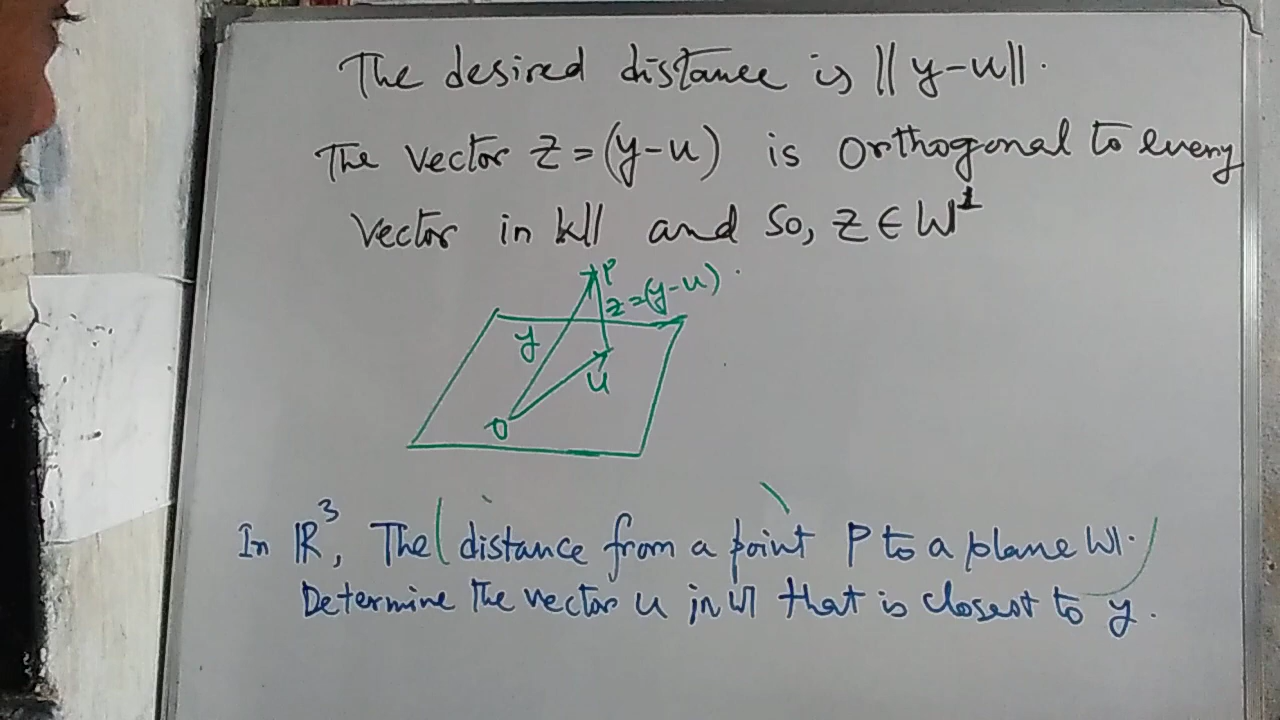 The desired distance is ||y-u||.
The vector z=(y-u) is orthogonal to every
vector in W and so, z ∈ W⊥
P
z=(y-u).
y
u
O
In ℝ³, The distance from a point P to a plane W.
Determine the vector u in W that is closest to y.